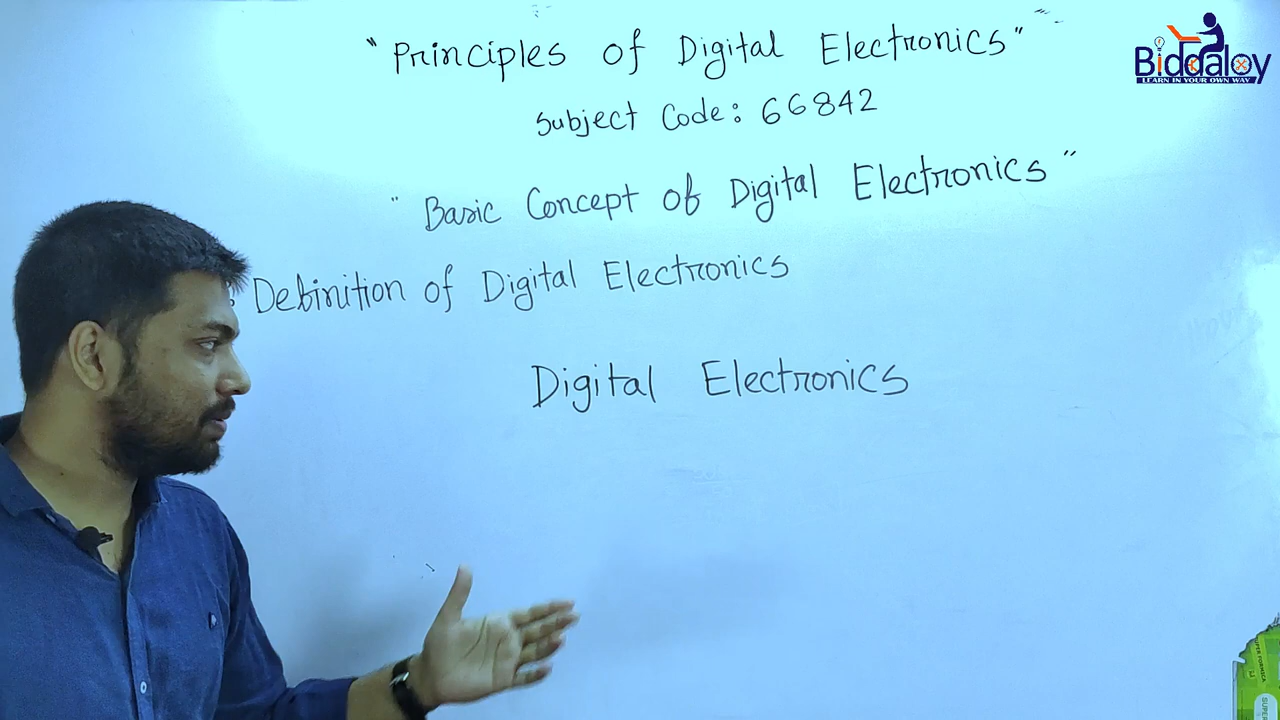 "Principles of Digital Electronics"
Subject Code: 66842
"Basic Concept of Digital Electronics"
: Definition of Digital Electronics
Digital Electronics
Biddaloy
LEARN IN YOUR OWN WAY